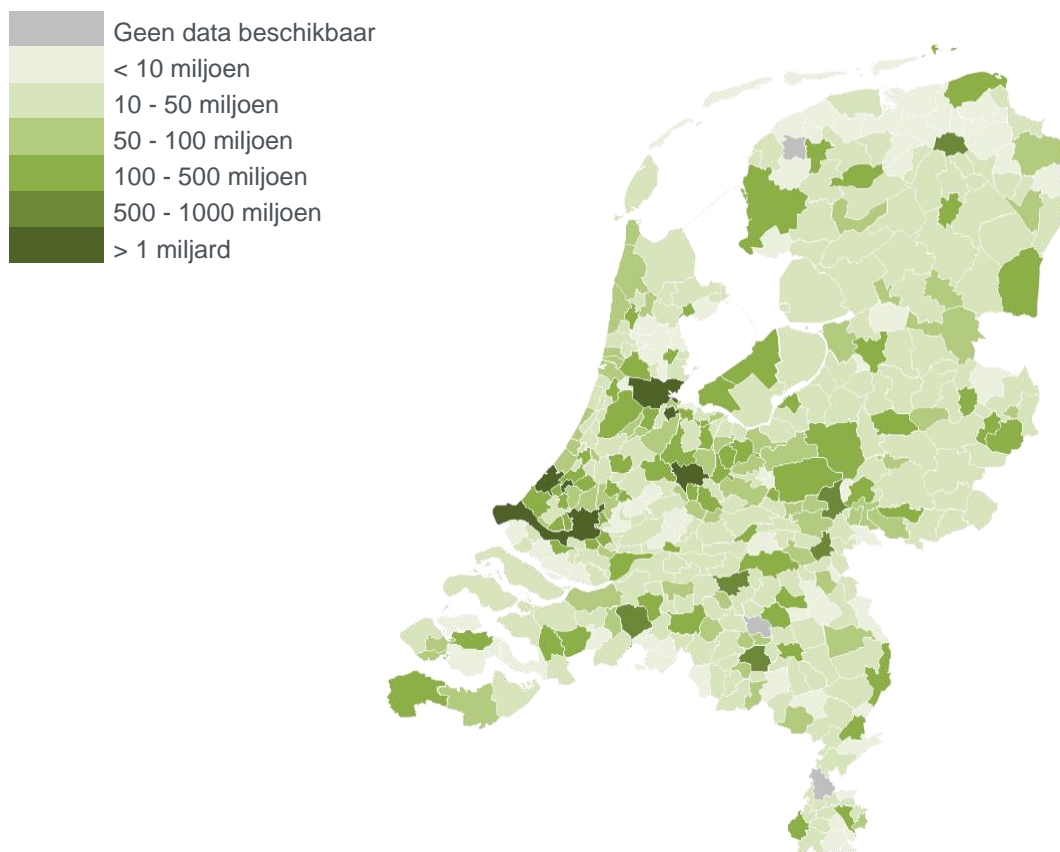 Geen data beschikbaar
< 10 miljoen
10 - 50 miljoen
50 - 100 miljoen
100 - 500 miljoen
500 - 1000 miljoen
> 1 miljard